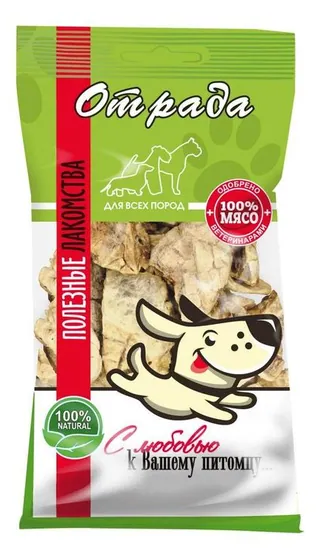 Отрада
ПОЛЕЗНЫЕ ЛАКОМСТВА
ДЛЯ ВСЕХ ПОРОД
ОДОБРЕНО
100%
МЯСО
ВЕТЕРИНАРАМИ
100%
NATURAL
С любовью
к Вашему питомцу...